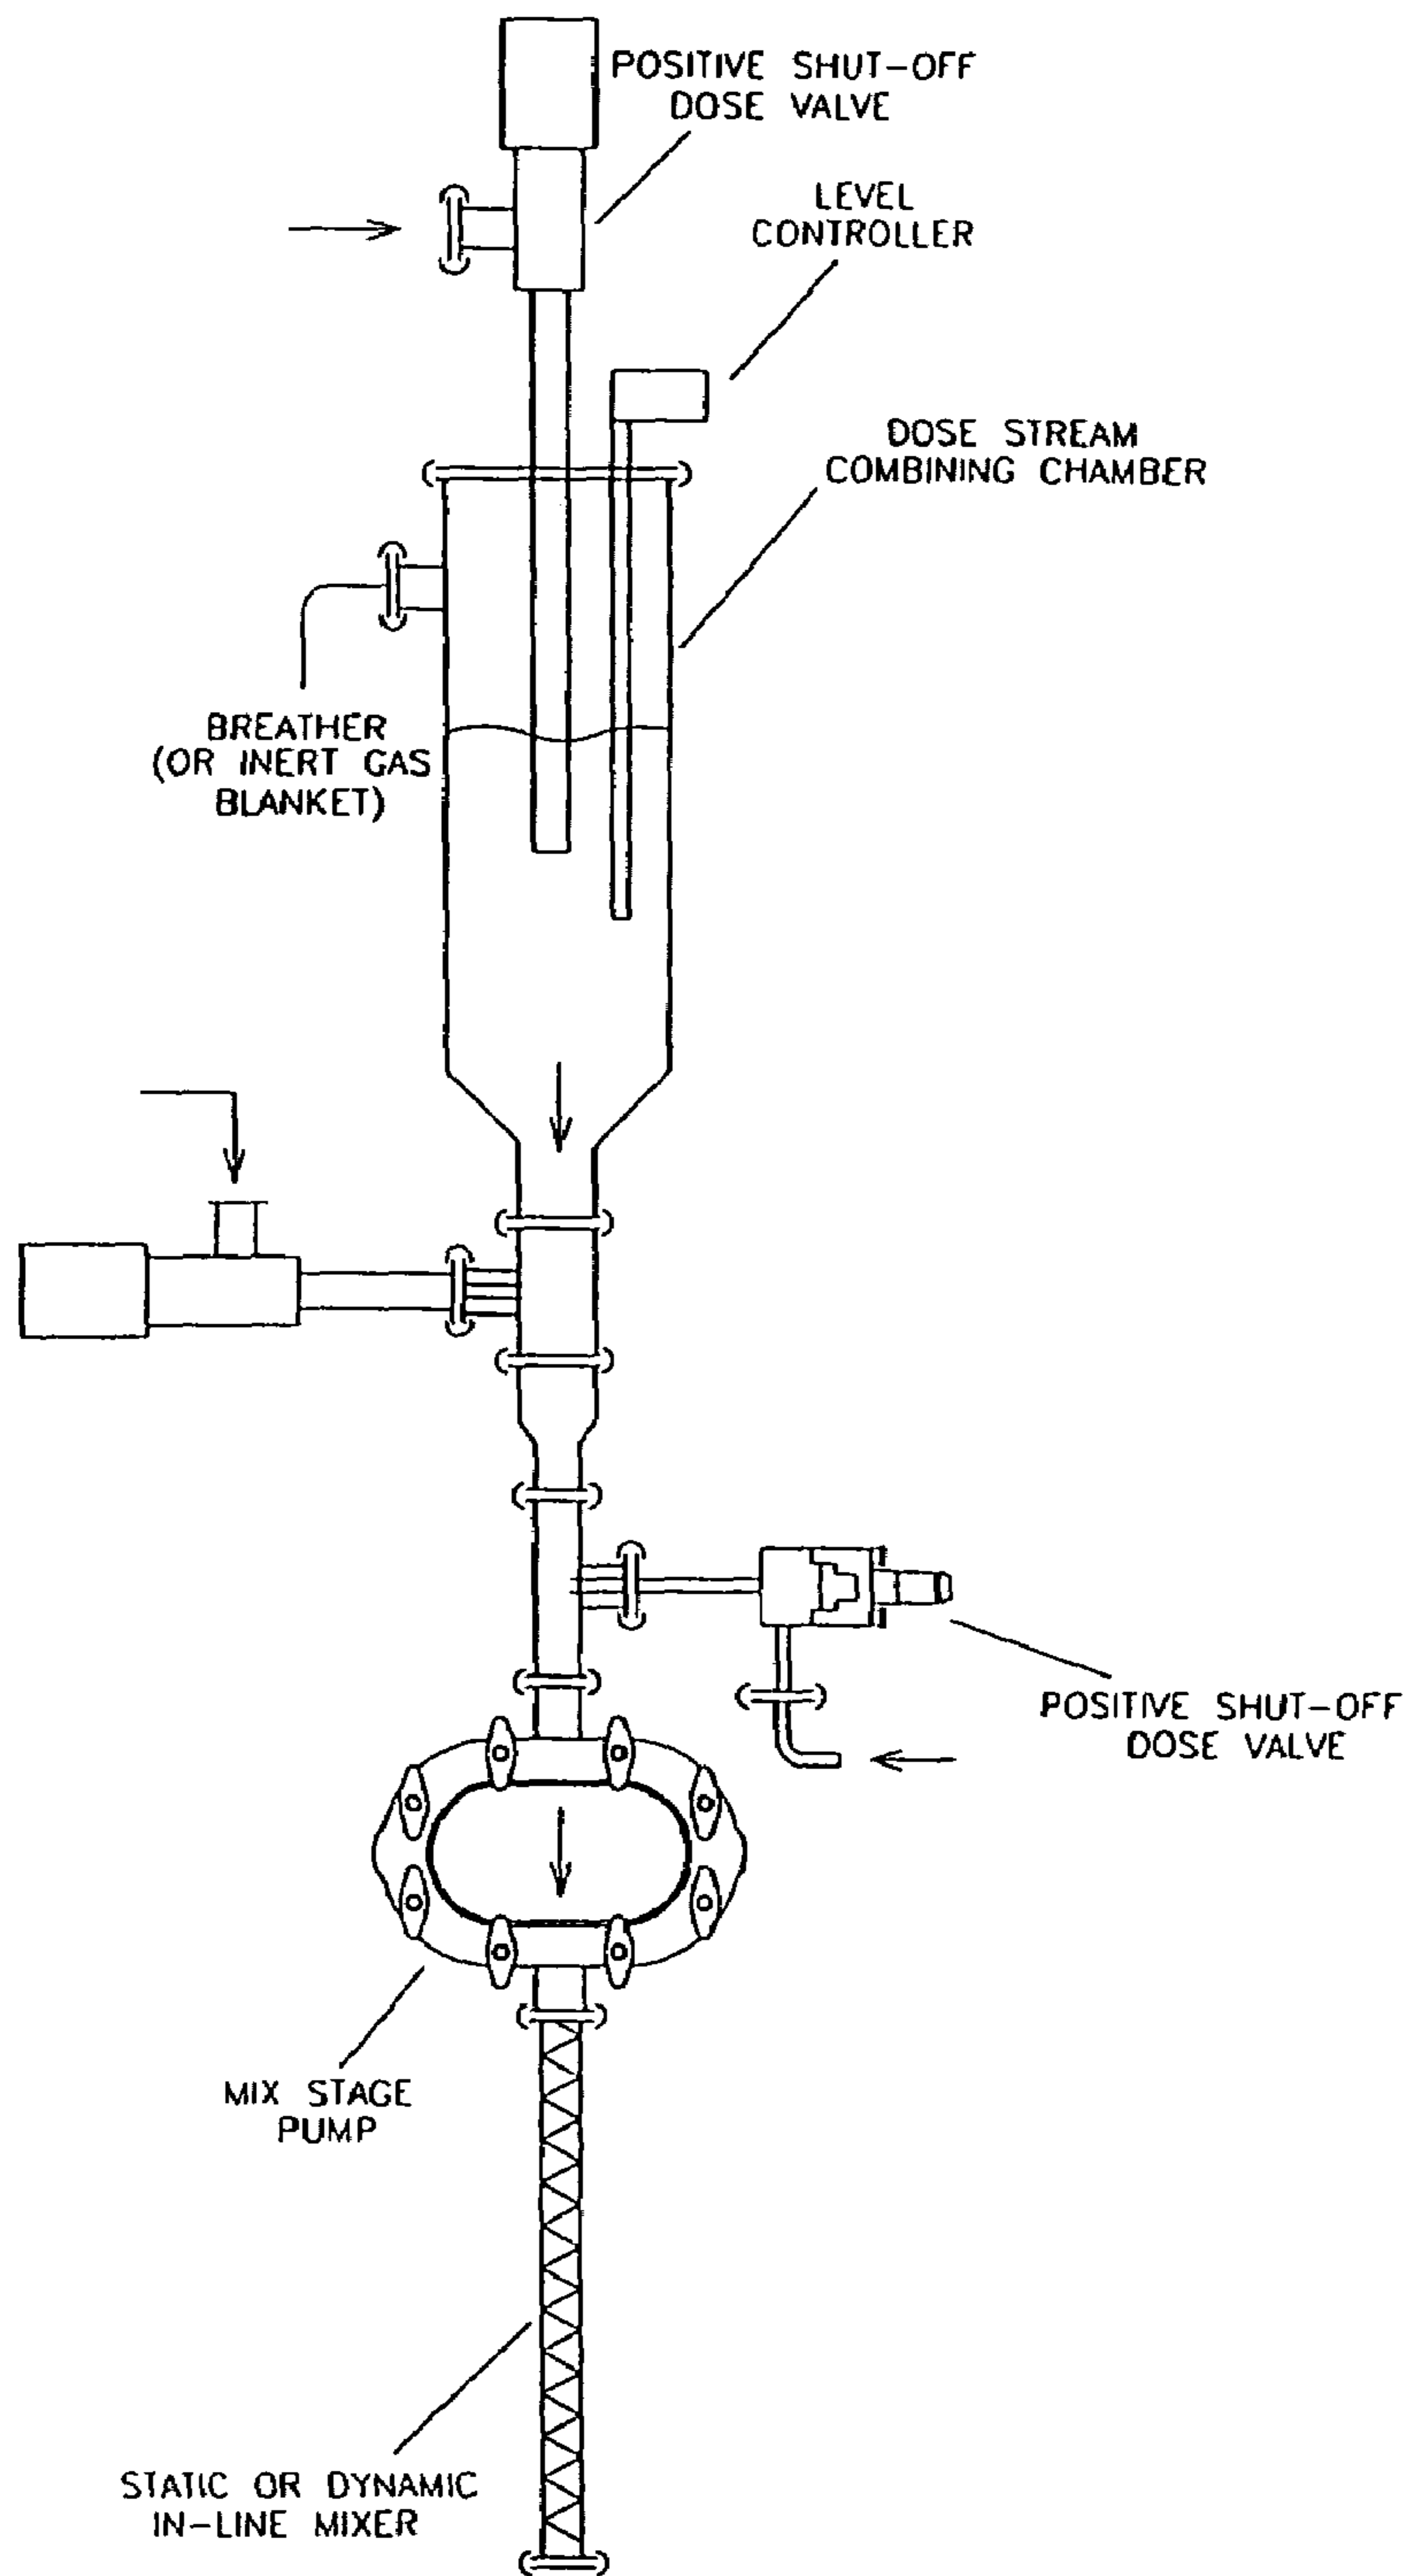 POSITIVE SHUT-OFF
DOSE VALVE
LEVEL
CONTROLLER
DOSE STREAM
COMBINING CHAMBER
BREATHER
(OR INERT GAS
BLANKET)
POSITIVE SHUT-OFF
DOSE VALVE
MIX STAGE
PUMP
STATIC OR DYNAMIC
IN-LINE MIXER